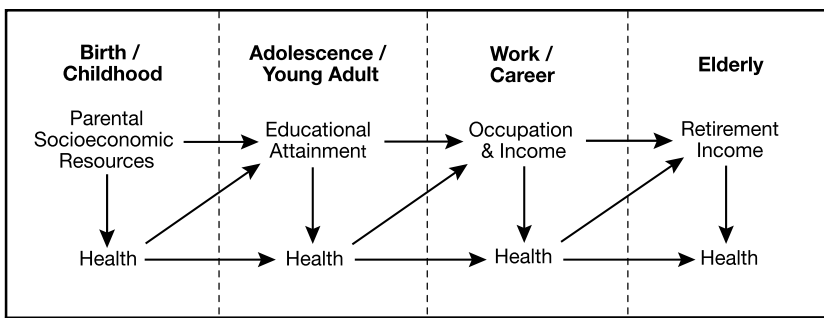 Birth /
Childhood
Adolescence /
Young Adult
Work /
Career
Elderly
Parental
Socioeconomic
Resources
Educational
Attainment
Occupation
& Income
Retirement
Income
Health
Health
Health
Health